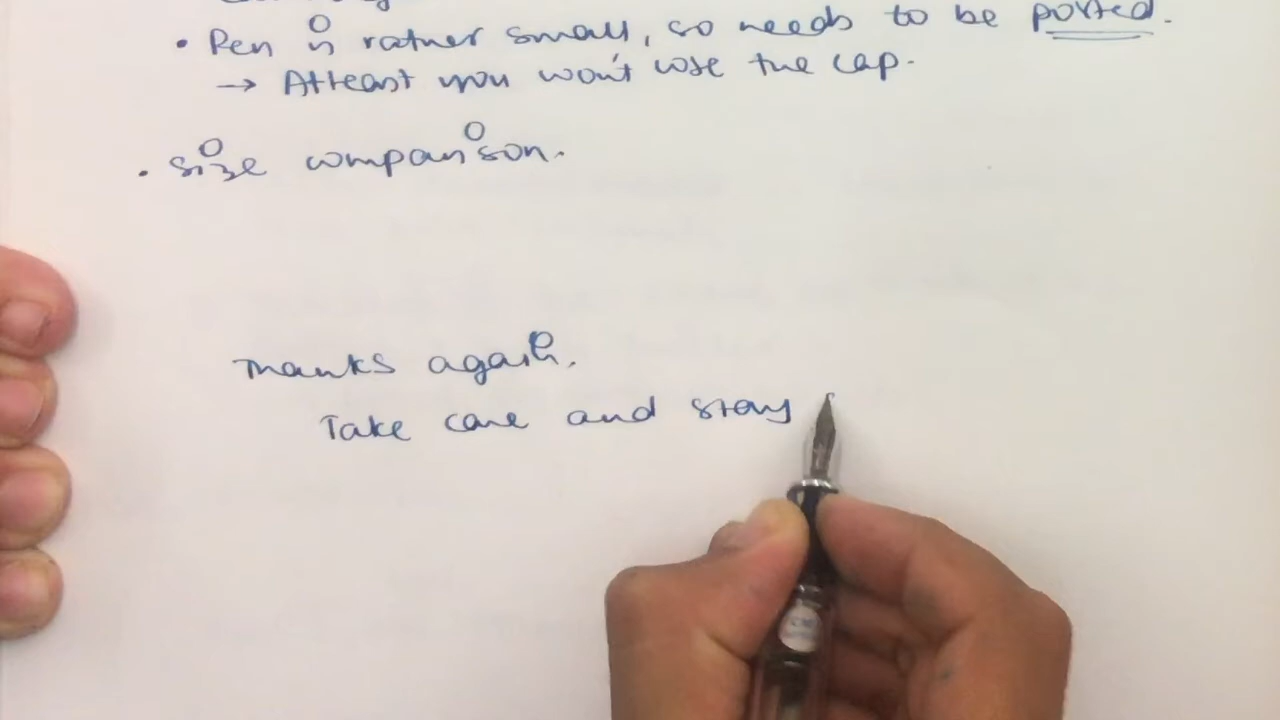 • Pen is rather small, so needs to be posted.
→ Atleast you won't lose the cap.
• Size comparison.
Thanks again.
Take care and stay